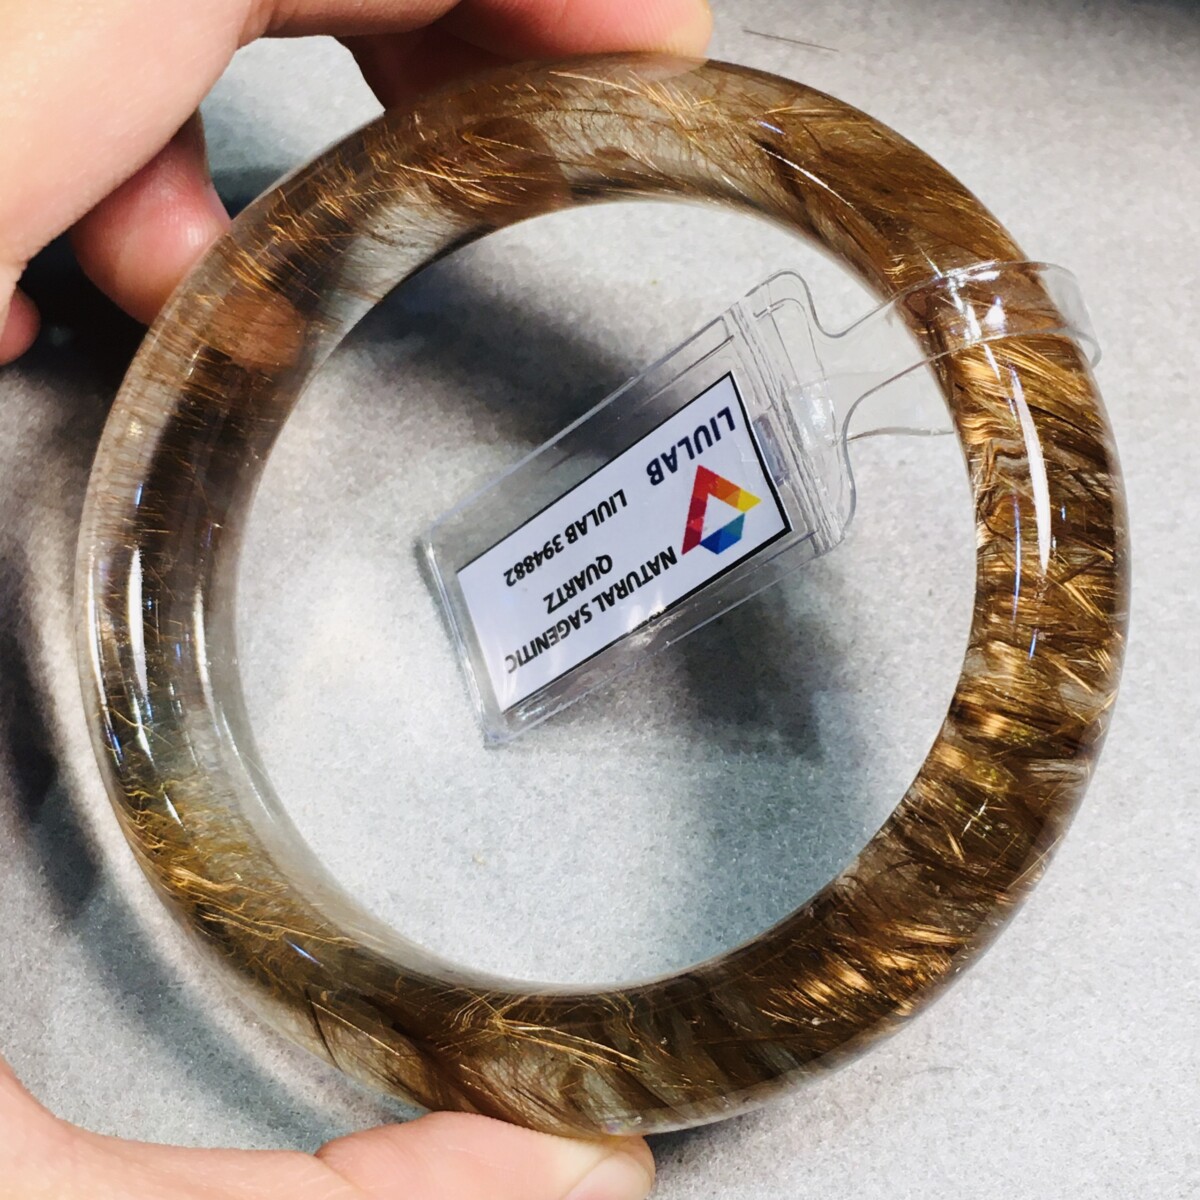 LIULAB
LIULAB 394882
NATURAL SAGENITIC
QUARTZ